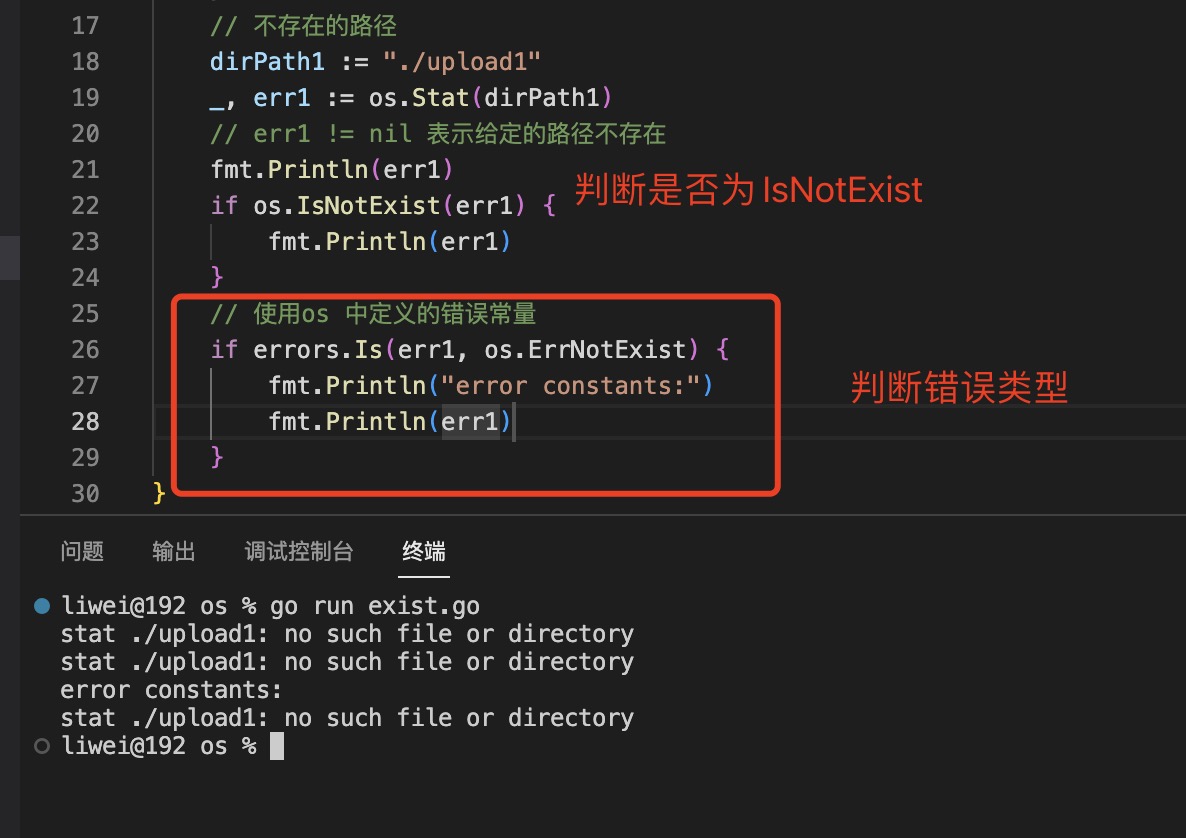 17 // 不存在的路径
18 dirPath1 := "./upload1"
19 _, err1 := os.Stat(dirPath1)
20 // err1 != nil 表示给定的路径不存在
21 fmt.Println(err1)
判断是否为 IsNotExist
22 if os.IsNotExist(err1) {
23 fmt.Println(err1)
24 }
25 // 使用os 中定义的错误常量
26 if errors.Is(err1, os.ErrNotExist) {
27 fmt.Println("error constants:")
判断错误类型
28 fmt.Println(err1)
29 }
30 }
问题 输出 调试控制台 终端
liwei@192 os % go run exist.go
stat ./upload1: no such file or directory
stat ./upload1: no such file or directory
error constants:
stat ./upload1: no such file or directory
liwei@192 os %